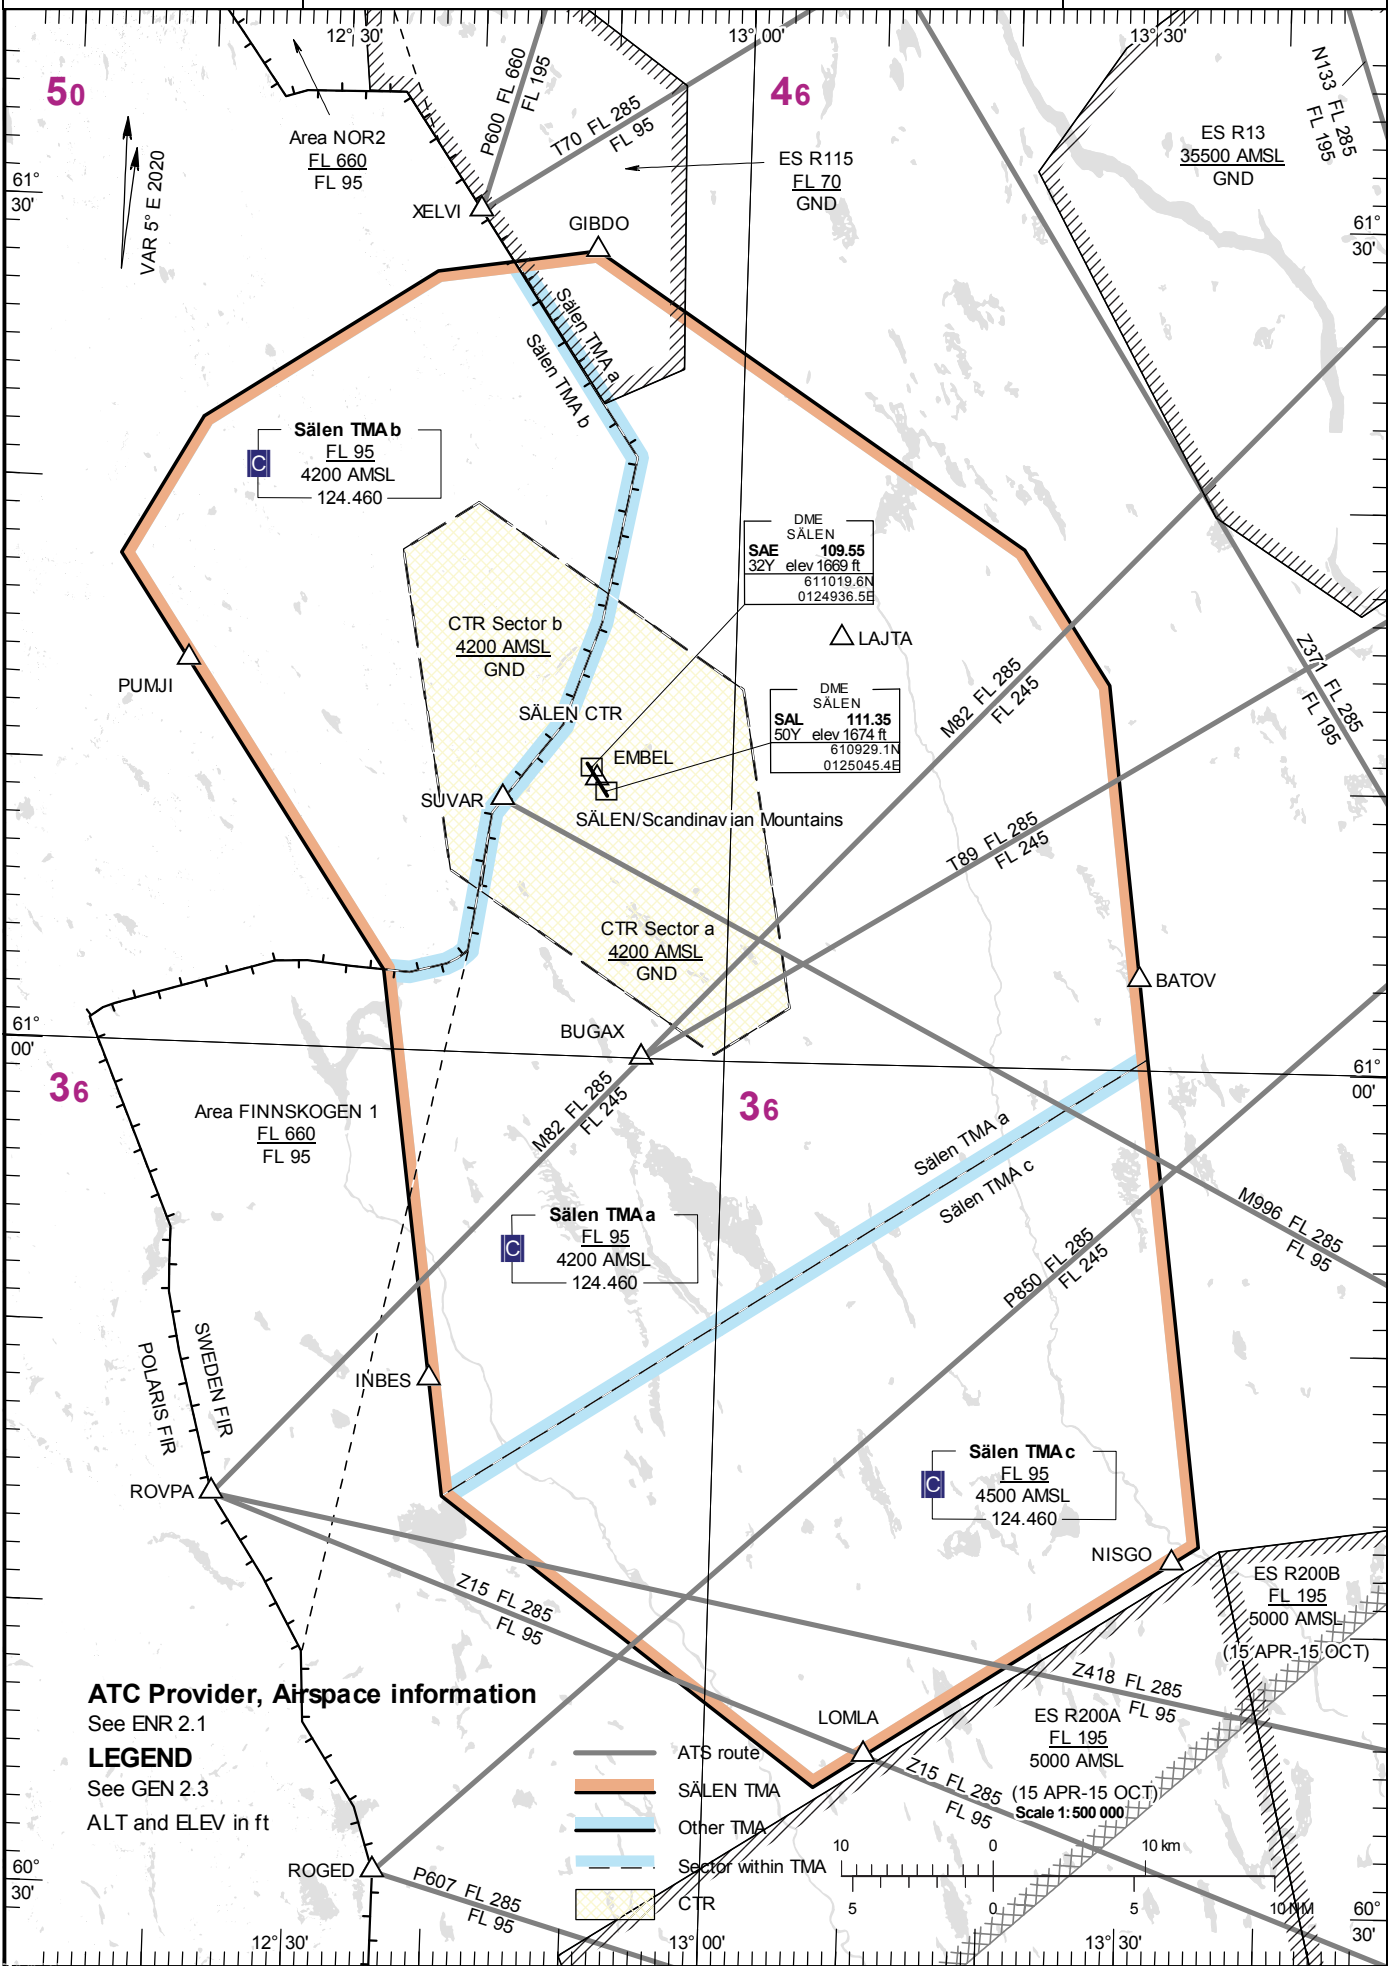 12° 30'
13° 00'
13° 30'
50
46
P600 FL 660
FL 195
T70 FL 285
FL 95
N133 FL 285
FL 195
Area NOR2
FL 660
FL 95
ES R115
FL 70
GND
ES R13
35500 AMSL
GND
61°
30'
VAR 5° E 2020
XELVI
GIBDO
61°
30'
Sälen TMA a
Sälen TMA b
Sälen TMA b
FL 95
4200 AMSL
124.460
C
DME
SÄLEN
SAE 109.55
32Y elev 1669 ft
611019.6N
0124936.5E
CTR Sector b
4200 AMSL
GND
LAJTA
PUMJI
Z371 FL 285
FL 195
M82 FL 285
FL 245
DME
SÄLEN
SAL 111.35
50Y elev 1674 ft
610929.1N
0125045.4E
SÄLEN CTR
EMBEL
SUVAR
SÄLEN/Scandinavian Mountains
T89 FL 285
FL 245
CTR Sector a
4200 AMSL
GND
BATOV
61°
00'
BUGAX
61°
00'
36
36
Area FINNSKOGEN 1
FL 660
FL 95
M82 FL 285
FL 245
Sälen TMA a
Sälen TMA c
M996 FL 285
FL 95
Sälen TMA a
FL 95
4200 AMSL
124.460
C
P850 FL 285
FL 245
SWEDEN FIR
POLARIS FIR
INBES
ROVPA
Sälen TMA c
FL 95
4500 AMSL
124.460
C
NISGO
Z15 FL 285
FL 95
ES R200B
FL 195
5000 AMSL
(15 APR-15 OCT)
Z418 FL 285
FL 95
ATC Provider, Airspace information
See ENR 2.1
LEGEND
See GEN 2.3
ALT and ELEV in ft
LOMLA
ES R200A
FL 195
5000 AMSL
(15 APR-15 OCT)
Z15 FL 285
FL 95
ATS route
SÄLEN TMA
Other TMA
Sector within TMA
CTR
Scale 1: 500 000
10 0 10 km
5 0 5 10 NM
ROGED
P607 FL 285
FL 95
60°
30'
60°
30'
12° 30'
13° 00'
13° 30'